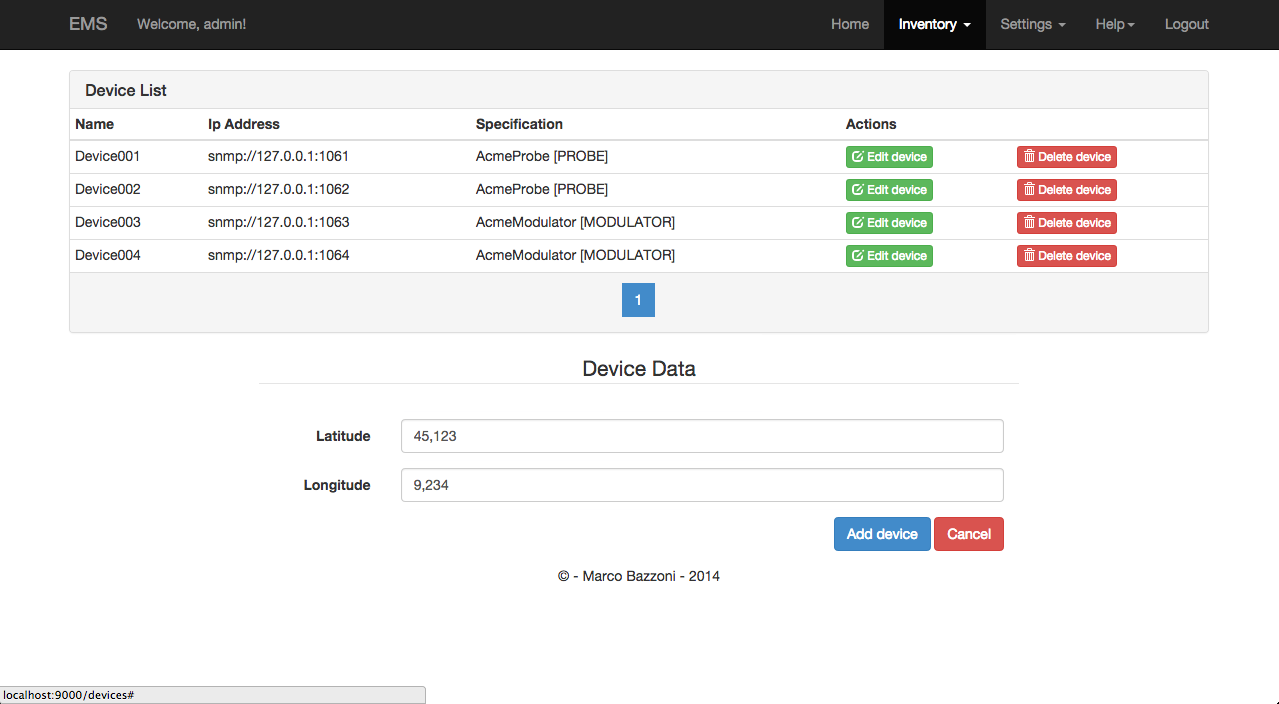 EMS Welcome, admin! Home Inventory Settings Help Logout
Device List
Name Ip Address Specification Actions
Device001 snmp://127.0.0.1:1061 AcmeProbe [PROBE] Edit device Delete device
Device002 snmp://127.0.0.1:1062 AcmeProbe [PROBE] Edit device Delete device
Device003 snmp://127.0.0.1:1063 AcmeModulator [MODULATOR] Edit device Delete device
Device004 snmp://127.0.0.1:1064 AcmeModulator [MODULATOR] Edit device Delete device
1
Device Data
Latitude 45,123
Longitude 9,234
Add device Cancel
© - Marco Bazzoni - 2014
localhost:9000/devices#